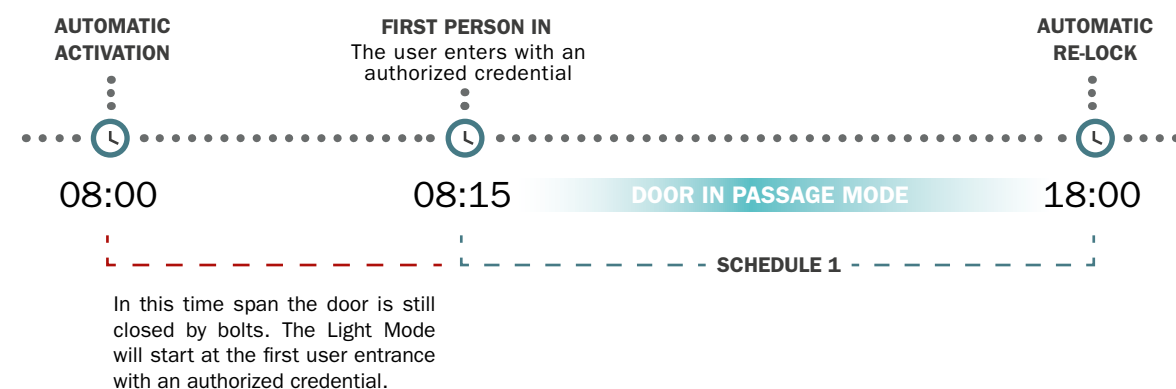 AUTOMATIC
ACTIVATION
FIRST PERSON IN
The user enters with an
authorized credential
AUTOMATIC
RE-LOCK
08:00
08:15
DOOR IN PASSAGE MODE
18:00
SCHEDULE 1
In this time span the door is still
closed by bolts. The Light Mode
will start at the first user entrance
with an authorized credential.